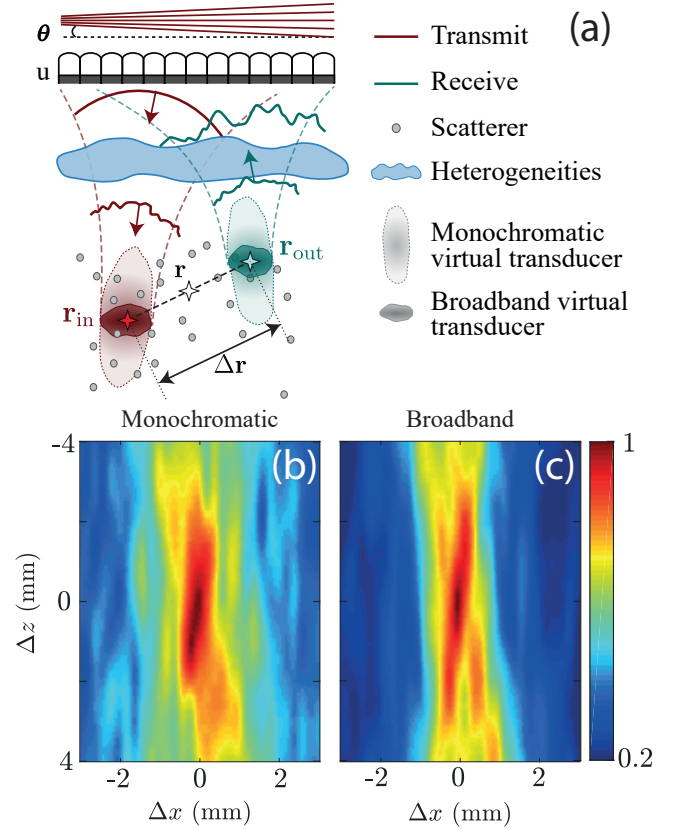 (a)
θ
u
Transmit
Receive
Scatterer
Heterogeneities
Monochromatic
virtual transducer
Broadband virtual
transducer
r_out
r
r_in
Δr
Monochromatic
Broadband
(b)
(c)
-4
0
4
Δz (mm)
-2
0
2
Δx (mm)
-2
0
2
Δx (mm)
1
0.2